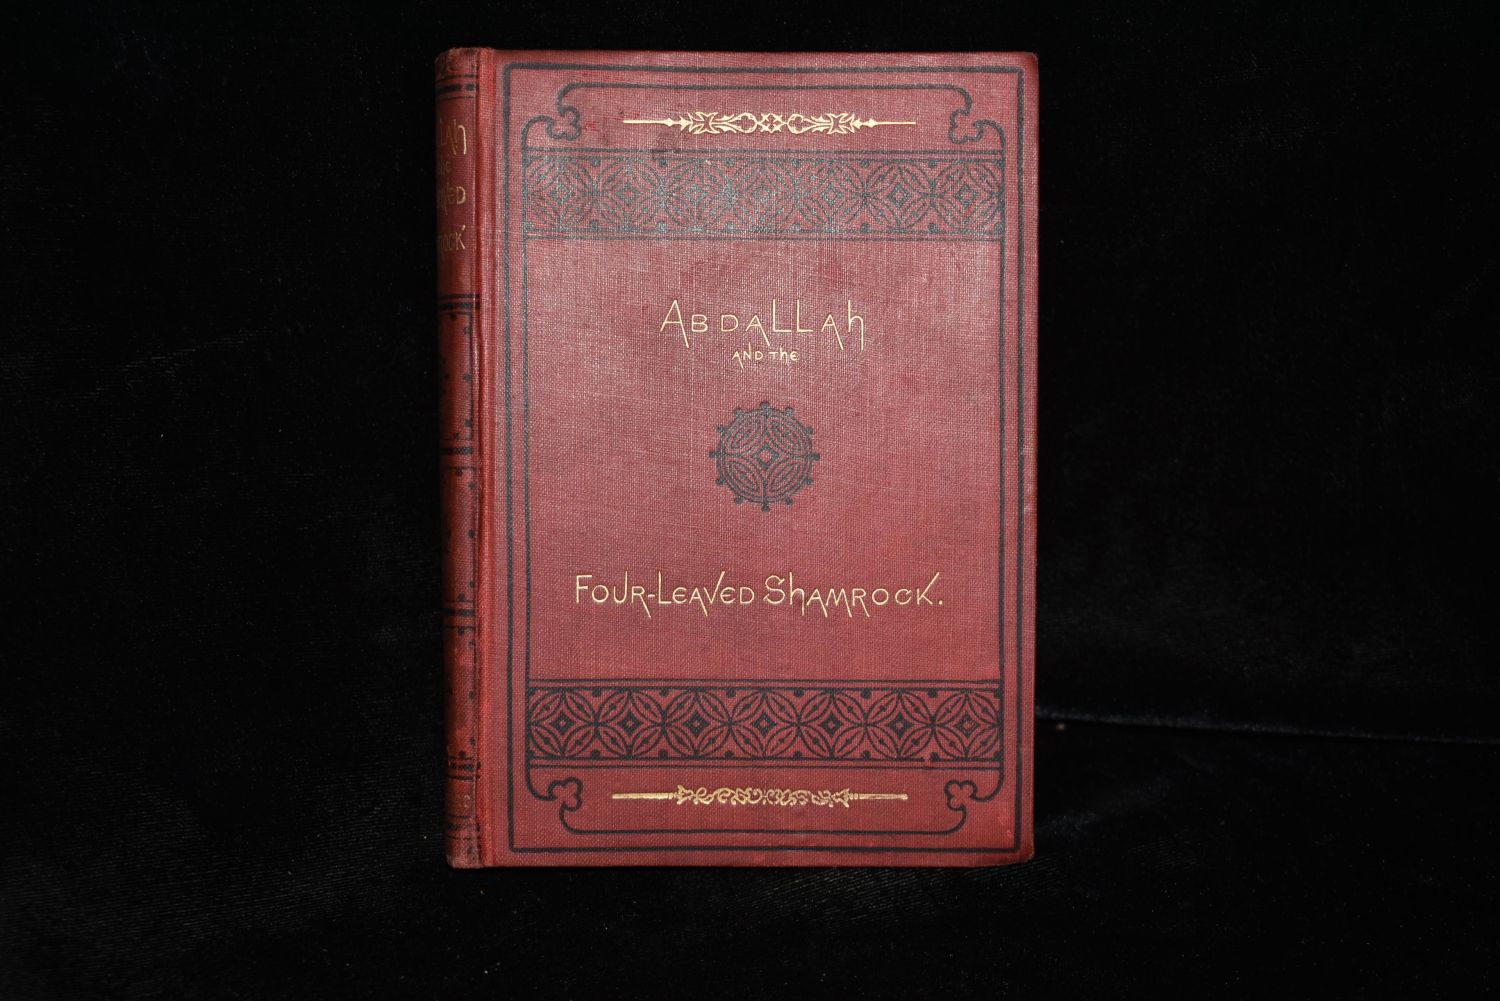 Abdallah
and the
Four-Leaved Shamrock.